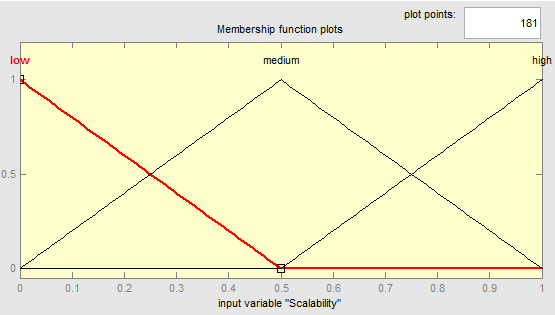 plot points:
181
Membership function plots
low
medium
high
1
0.5
0
0 0.1 0.2 0.3 0.4 0.5 0.6 0.7 0.8 0.9 1
input variable "Scalability"